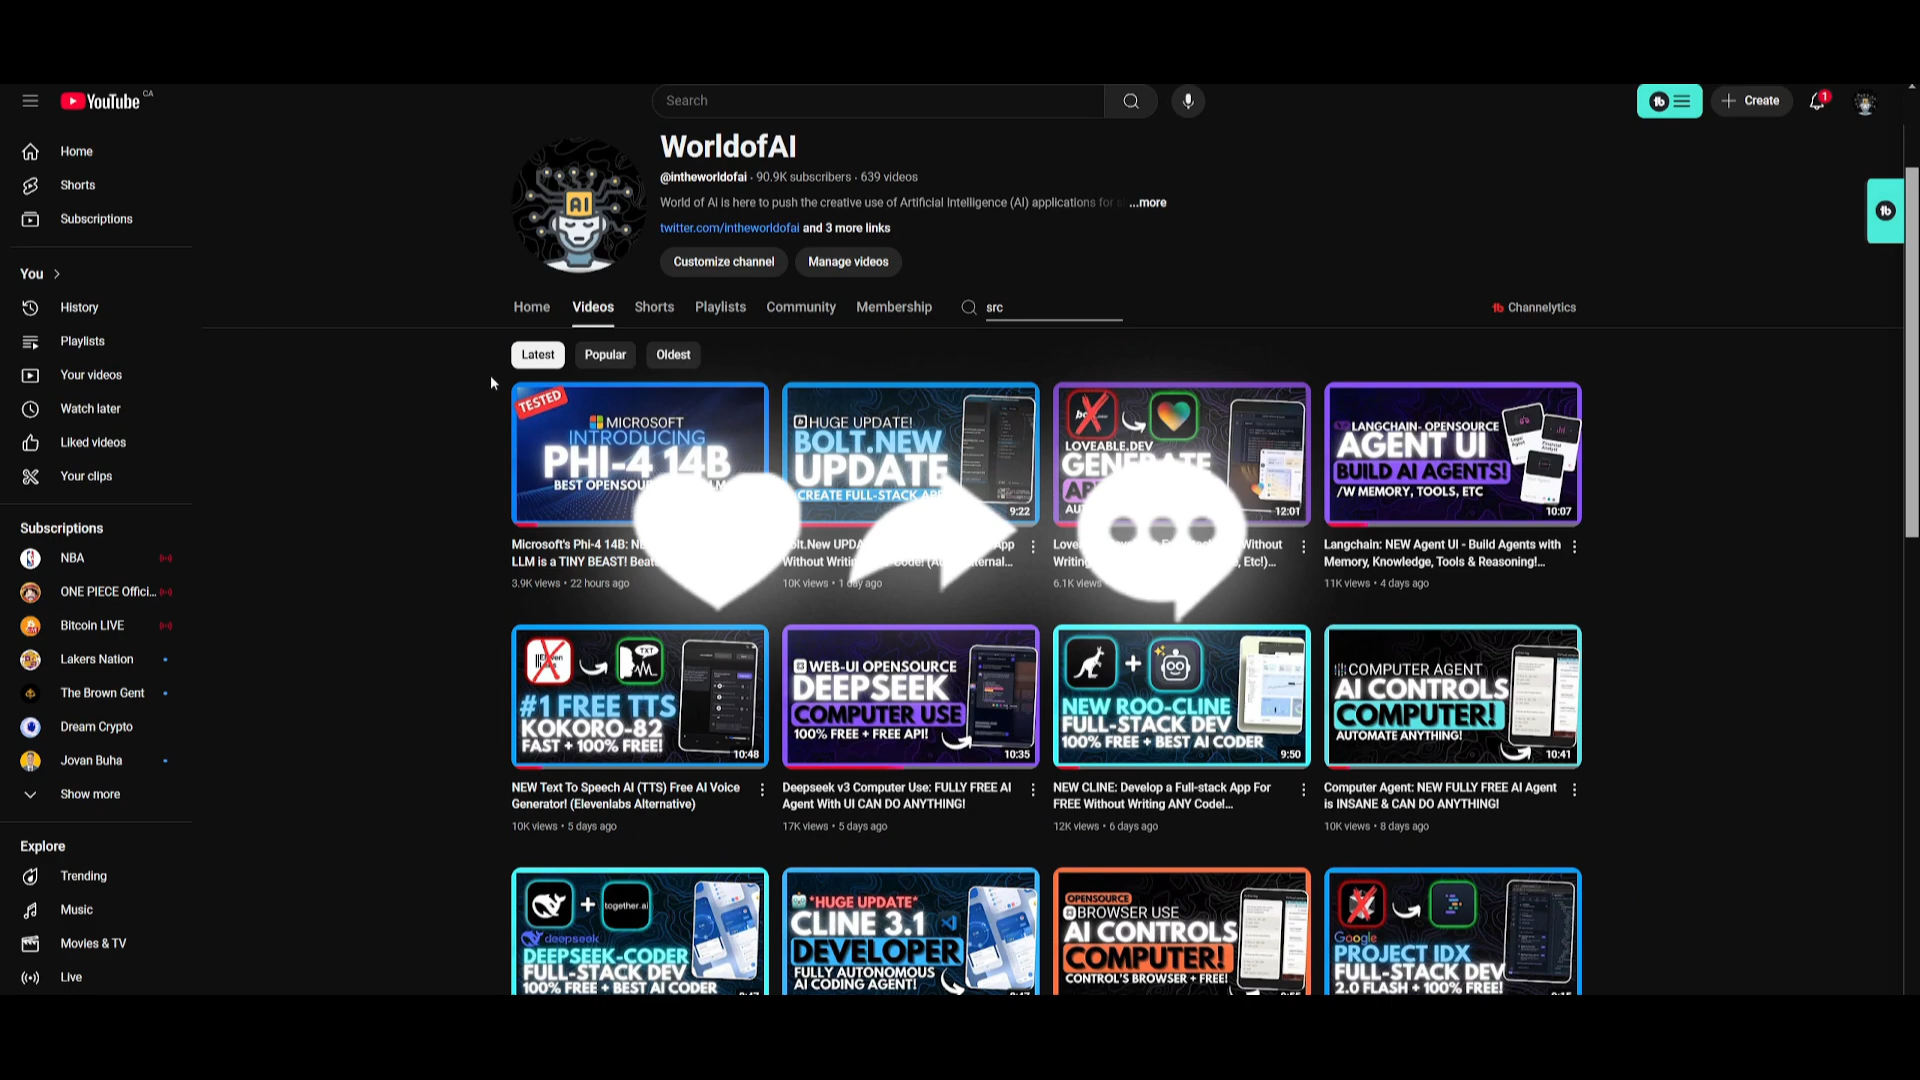 YouTube CA
Search
Create
1
Home
Shorts
Subscriptions
You
History
Playlists
Your videos
Watch later
Liked videos
Your clips
Subscriptions
NBA
ONE PIECE Offici...
Bitcoin LIVE
Lakers Nation
The Brown Gent
Dream Crypto
Jovan Buha
Show more
Explore
Trending
Music
Movies & TV
Live
AI
WorldofAI
@intheworldofai · 90.9K subscribers · 639 videos
World of Ai is here to push the creative use of Artificial Intelligence (AI) applications for ...more
twitter.com/intheworldofai and 3 more links
Customize channel
Manage videos
Home
Videos
Shorts
Playlists
Community
Membership
src
Channelytics
Latest
Popular
Oldest
TESTED
MICROSOFT
INTRODUCING
PHI-4 14B
BEST
Microsoft's Phi-4 14B:
LLM is a TINY BEAST!
3.9K views • 22 hours ago
HUGE UPDATE!
BOLT.NEW
UPDATE
CREATE FULL-STACK
9:22
Without
10K views • 1 day ago
LOVEABLE.DEV
GENERATE
12:01
Without
Etc!)...
6.1K views
LANGCHAIN- OPENSOURCE
AGENT UI
BUILD AI AGENTS!
/W MEMORY, TOOLS, ETC
10:07
Langchain: NEW Agent UI - Build Agents with
Memory, Knowledge, Tools & Reasoning!...
11K views • 4 days ago
TXT
#1 FREE TTS
KOKORO-82
FAST + 100% FREE!
10:48
NEW Text To Speech AI (TTS) Free AI Voice
Generator! (Elevenlabs Alternative)
10K views • 5 days ago
WEB-UI OPENSOURCE
DEEPSEEK
COMPUTER USE
100% FREE + FREE API!
10:35
Deepseek v3 Computer Use: FULLY FREE AI
Agent With UI CAN DO ANYTHING!
17K views • 5 days ago
NEW ROO-CLINE
FULL-STACK DEV
100% FREE + BEST AI CODER
9:50
NEW CLINE: Develop a Full-stack App For
FREE Without Writing ANY Code!...
12K views • 6 days ago
COMPUTER AGENT
AI CONTROLS
COMPUTER!
AUTOMATE ANYTHING!
10:41
Computer Agent: NEW FULLY FREE AI Agent
is INSANE & CAN DO ANYTHING!
10K views • 8 days ago
together.ai
deepseek
DEEPSEEK-CODER
FULL-STACK DEV
100% FREE + BEST AI CODER
*HUGE UPDATE*
CLINE 3.1
DEVELOPER
FULLY AUTONOMOUS
AI CODING AGENT!
OPENSOURCE
BROWSER USE
AI CONTROLS
COMPUTER!
CONTROL'S BROWSER + FREE!
Google
PROJECT IDX
FULL-STACK DEV
2.0 FLASH + 100% FREE!